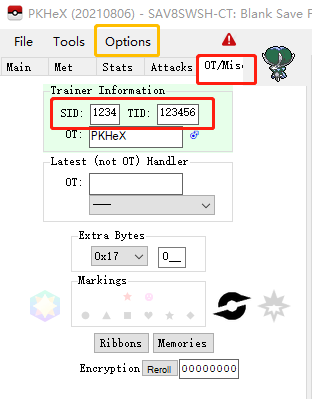 PKHeX (20210806) - SAV8SWSH-CT: Blank Save F
File Tools Options
Main Met Stats Attacks OT/Misc
Trainer Information
SID: 1234 TID: 123456
OT: PKHeX
Latest (not OT) Handler
OT:
Extra Bytes
0x17 0__
Markings
Ribbons Memories
Encryption Reroll 00000000